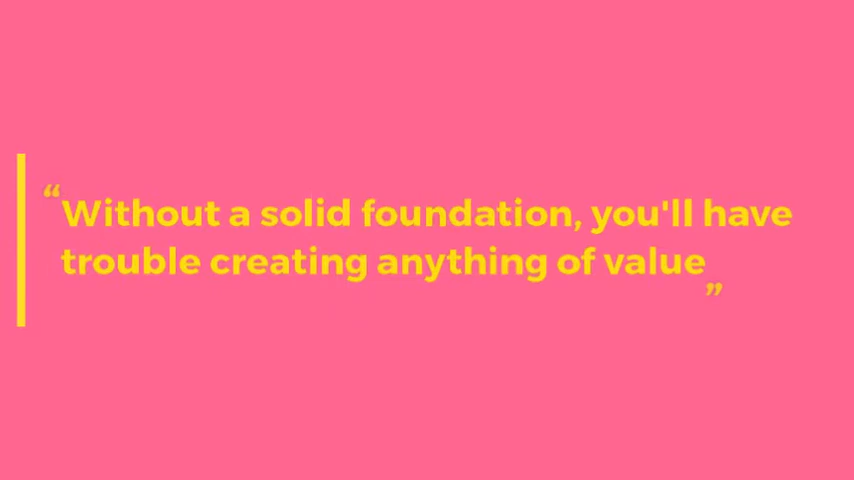 “Without a solid foundation, you'll have
trouble creating anything of value”